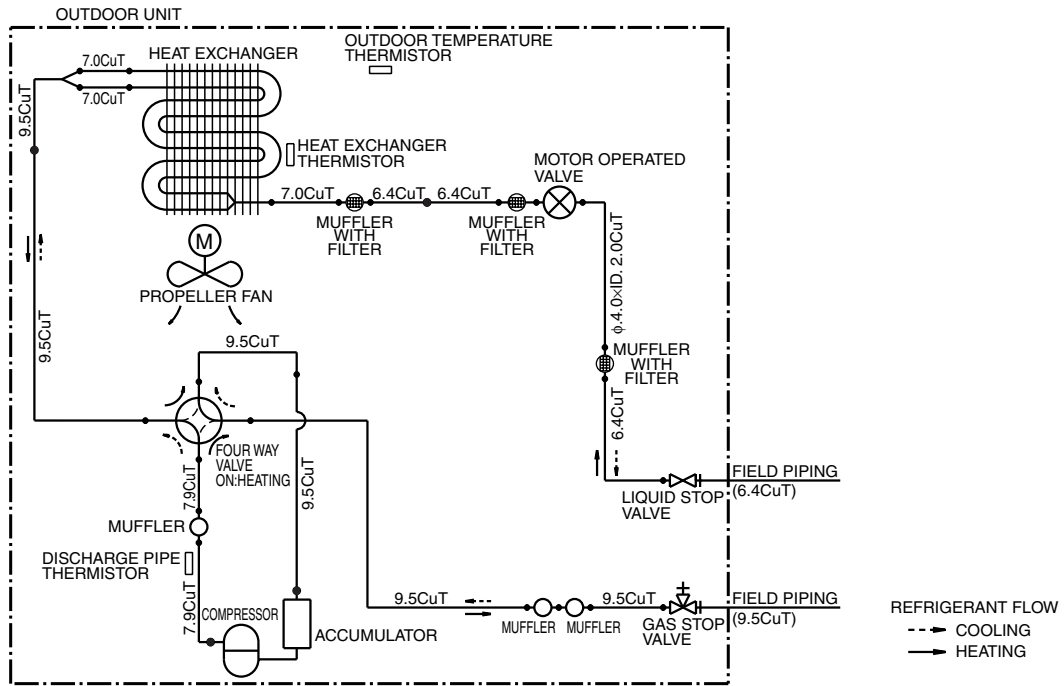 OUTDOOR UNIT
OUTDOOR TEMPERATURE
THERMISTOR
HEAT EXCHANGER
7.0CuT
7.0CuT
9.5CuT
HEAT EXCHANGER
THERMISTOR
MOTOR OPERATED
VALVE
7.0CuT
6.4CuT
6.4CuT
MUFFLER
WITH
FILTER
MUFFLER
WITH
FILTER
M
PROPELLER FAN
ϕ.4.0×ID. 2.0CuT
9.5CuT
9.5CuT
MUFFLER
WITH
FILTER
6.4CuT
FOUR WAY
VALVE
ON:HEATING
7.9CuT
9.5CuT
LIQUID STOP
VALVE
FIELD PIPING
(6.4CuT)
MUFFLER
DISCHARGE PIPE
THERMISTOR
7.9CuT
COMPRESSOR
ACCUMULATOR
9.5CuT
MUFFLER
MUFFLER
9.5CuT
GAS STOP
VALVE
FIELD PIPING
(9.5CuT)
REFRIGERANT FLOW
COOLING
HEATING